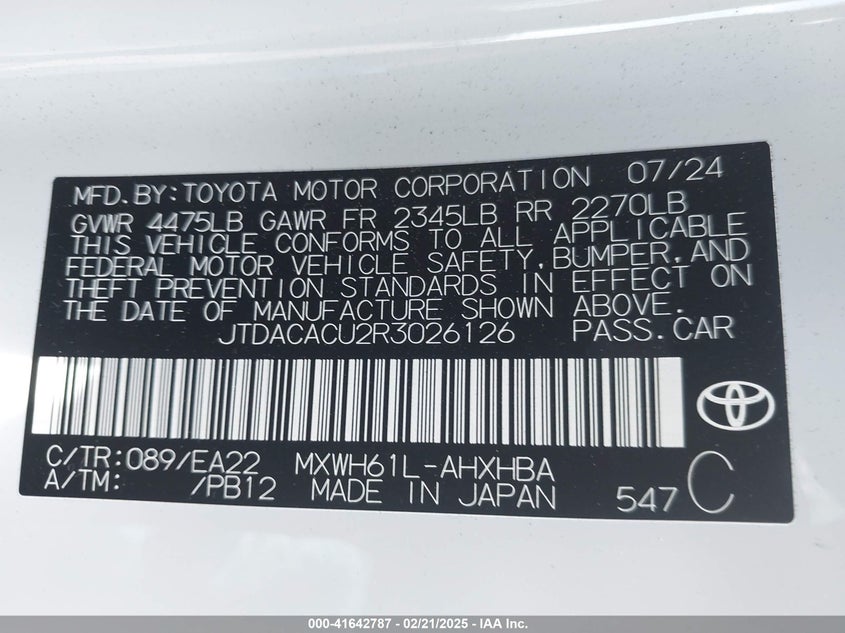 MFD.BY:TOYOTA MOTOR CORPORATION 07/24
GVWR 4475LB GAWR FR 2345LB RR 2270LB
THIS VEHICLE CONFORMS TO ALL APPLICABLE
FEDERAL MOTOR VEHICLE SAFETY,BUMPER,AND
THEFT PREVENTION STANDARDS IN EFFECT ON
THE DATE OF MANUFACTURE SHOWN ABOVE.
JTDACACU2R3026126 PASS.CAR
C/TR:089/EA22 MXWH61L-AHXHBA
A/TM: /PB12 MADE IN JAPAN 547 C
000-41642787 - 02/21/2025 - IAA Inc.